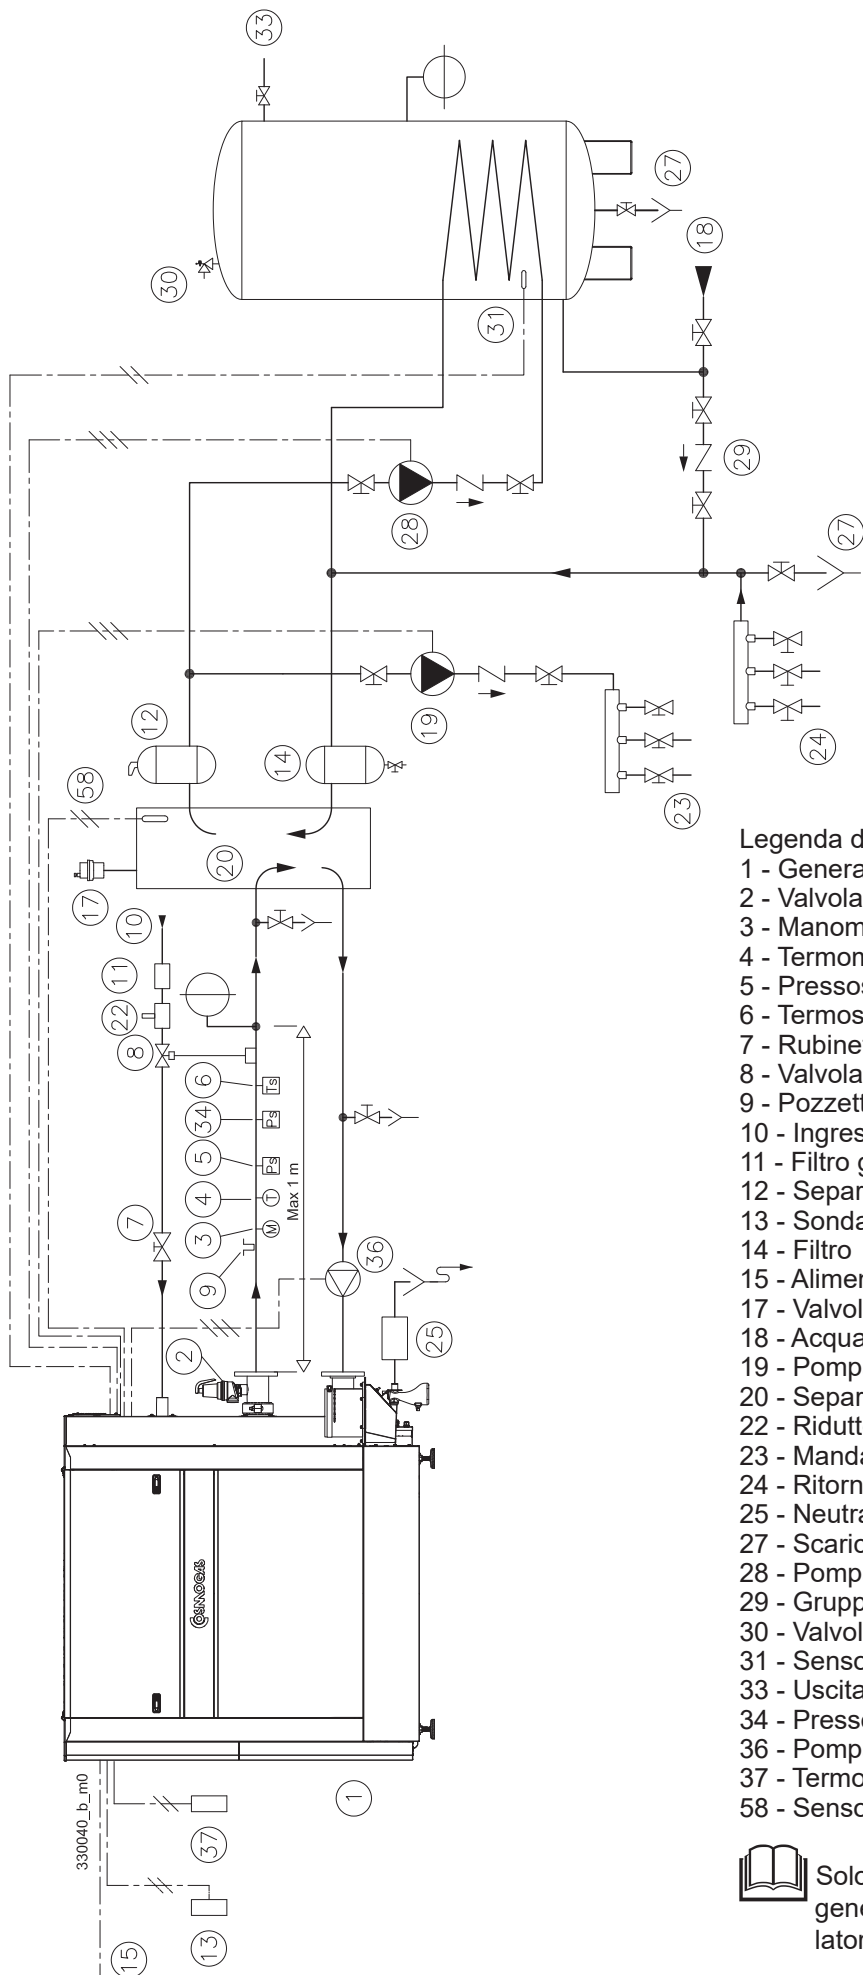 33
30
31
27
18
28
29
27
12
19
14
58
20
24
23
17
10
11
22
8
6
34
5
4
3
9
7
Ts
Ps
Ps
T
M
Max 1 m
36
2
25
COSMOGAS
330040_b_m0
1
37
13
15
Legenda d
1 - Genera
2 - Valvola
3 - Manom
4 - Termom
5 - Pressos
6 - Termos
7 - Rubinet
8 - Valvola
9 - Pozzett
10 - Ingres
11 - Filtro g
12 - Separ
13 - Sonda
14 - Filtro
15 - Alimen
17 - Valvol
18 - Acqua
19 - Pomp
20 - Separ
22 - Ridutt
23 - Manda
24 - Ritorn
25 - Neutra
27 - Scaric
28 - Pomp
29 - Grupp
30 - Valvol
31 - Senso
33 - Uscita
34 - Presso
36 - Pomp
37 - Termo
58 - Senso
Solo
gene
lator